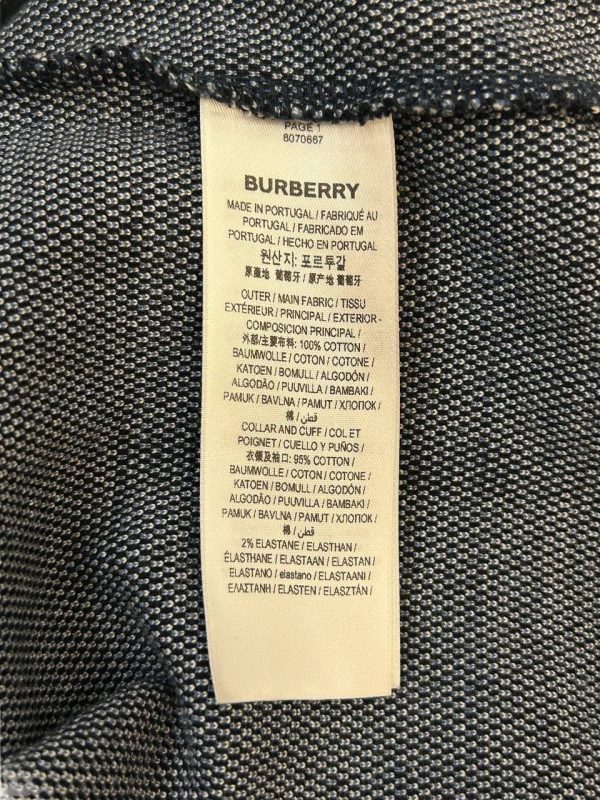 PAGE 1
8070667
BURBERRY
MADE IN PORTUGAL / FABRIQUÉ AU
PORTUGAL / FABRICADO EM
PORTUGAL / HECHO EN PORTUGAL
원산지: 포르투갈
原產地 葡萄牙 / 原产地 葡萄牙
OUTER / MAIN FABRIC / TISSU
EXTÉRIEUR / PRINCIPAL / EXTERIOR-
COMPOSICION PRINCIPAL /
外部/主要布料: 100% COTTON /
BAUMWOLLE / COTON / COTONE /
KATOEN / BOMULL / ALGODÓN /
ALGODÃO / PUUVILLA / BAMBAKI /
PAMUK / BAVLNA / PAMUT / ΧΛΟΠΟΚ /
棉 / قطن /
COLLAR AND CUFF / COL ET
POIGNET / CUELLO Y PUÑOS /
衣领及袖口: 95% COTTON /
BAUMWOLLE / COTON / COTONE /
KATOEN / BOMULL / ALGODÓN /
ALGODÃO / PUUVILLA / BAMBAKI /
PAMUK / BAVLNA / PAMUT / ΧΛΟΠΟΚ /
棉 / قطن /
2% ELASTANE / ELASTHAN /
ÉLASTHANE / ELASTAAN / ELASTAN /
ELASTANO / elastano / ELASTAANI /
ΕΛΑΣΤΑΝΗ / ELASTEN / ELASZTÁN /